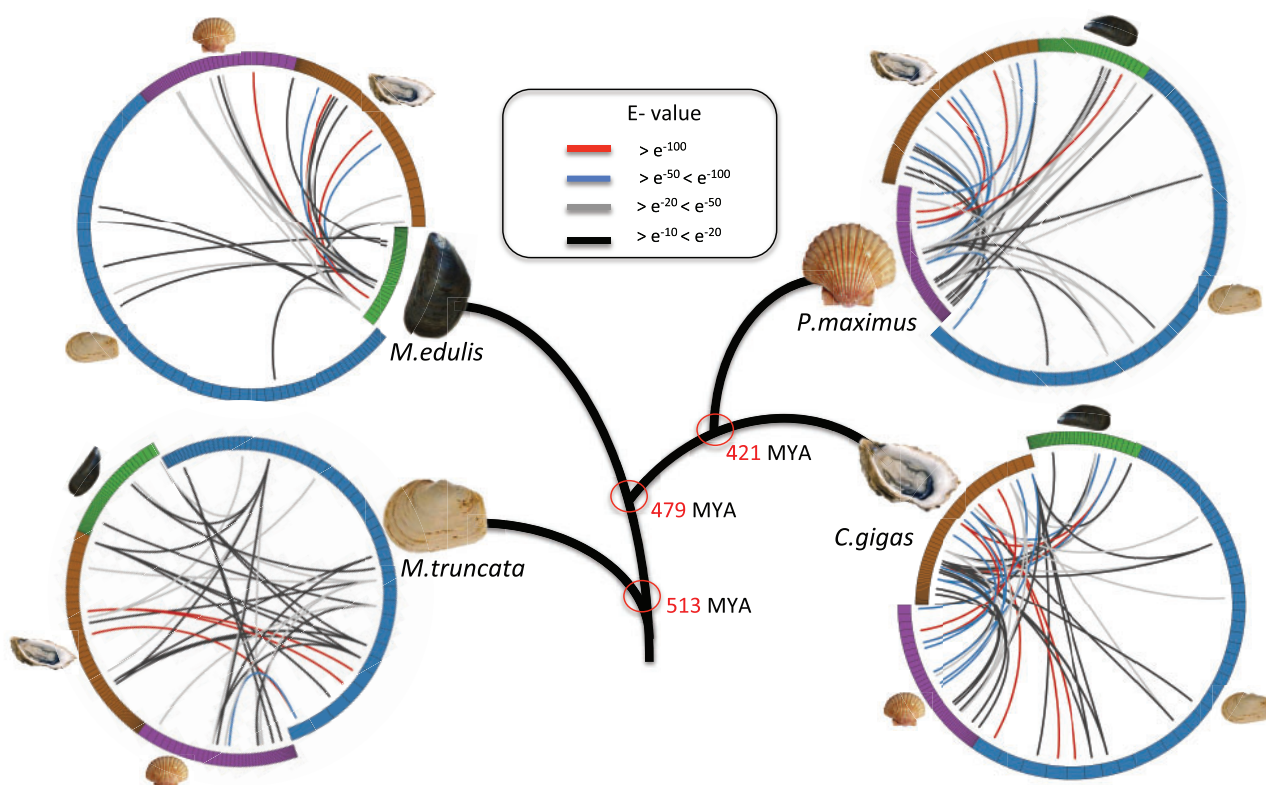 E- value
> e-100
> e-50 < e-100
> e-20 < e-50
> e-10 < e-20
P.maximus
M.edulis
421 MYA
479 MYA
C.gigas
M.truncata
513 MYA